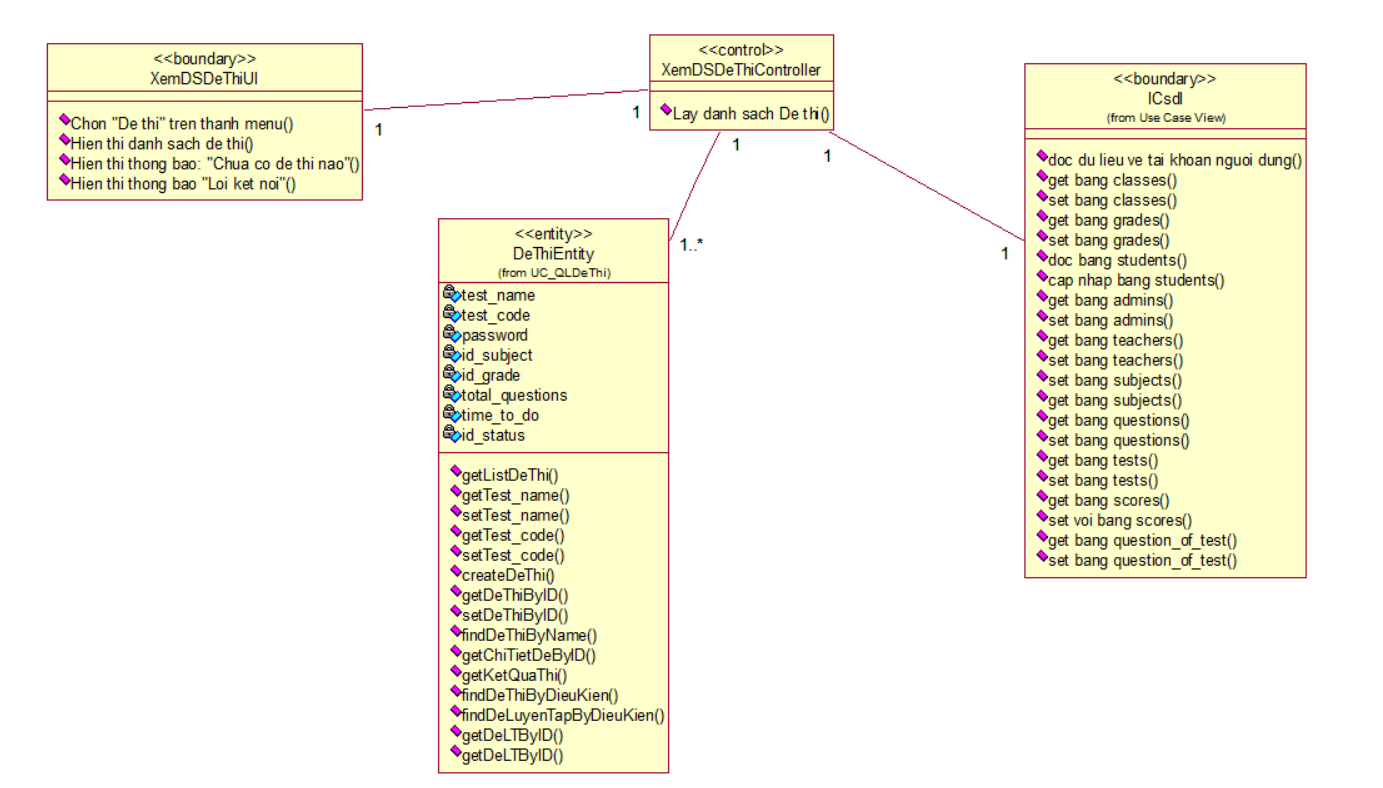 <<boundary>>
XemDSDeThiUI
Chon "De thi" tren thanh menu()
Hien thi danh sach de thi()
Hien thi thong bao: "Chua co de thi nao"()
Hien thi thong bao "Loi ket noi"()
1
1
<<control>>
XemDSDeThiController
Lay danh sach De thi()
1
1
1..*
1
<<entity>>
DeThiEntity
(from UC_QLDeThi)
test_name
test_code
password
id_subject
id_grade
total_questions
time_to_do
id_status
getListDeThi()
getTest_name()
setTest_name()
getTest_code()
setTest_code()
createDeThi()
getDeThiByID()
setDeThiByID()
findDeThiByName()
getChiTietDeByID()
getKetQuaThi()
findDeThiByDieuKien()
findDeLuyenTapByDieuKien()
getDeLTByID()
getDeLTByID()
<<boundary>>
ICsdl
(from Use Case View)
doc du lieu ve tai khoan nguoi dung()
get bang classes()
set bang classes()
get bang grades()
set bang grades()
doc bang students()
cap nhap bang students()
get bang admins()
set bang admins()
get bang teachers()
set bang teachers()
set bang subjects()
get bang subjects()
get bang questions()
set bang questions()
get bang tests()
set bang tests()
get bang scores()
set voi bang scores()
get bang question_of_test()
set bang question_of_test()